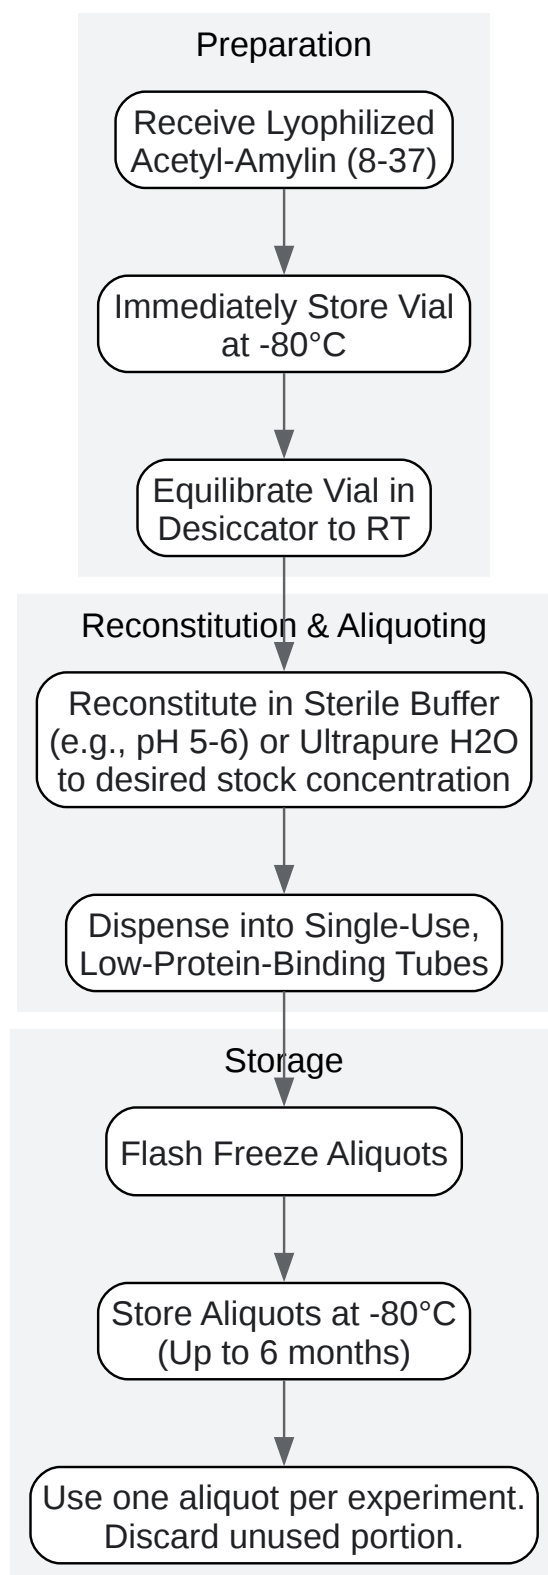 Preparation
Receive Lyophilized
Acetyl-Amylin (8-37)
Immediately Store Vial
at -80°C
Equilibrate Vial in
Desiccator to RT
Reconstitution & Aliquoting
Reconstitute in Sterile Buffer
(e.g., pH 5-6) or Ultrapure H2O
to desired stock concentration
Dispense into Single-Use,
Low-Protein-Binding Tubes
Storage
Flash Freeze Aliquots
Store Aliquots at -80°C
(Up to 6 months)
Use one aliquot per experiment.
Discard unused portion.